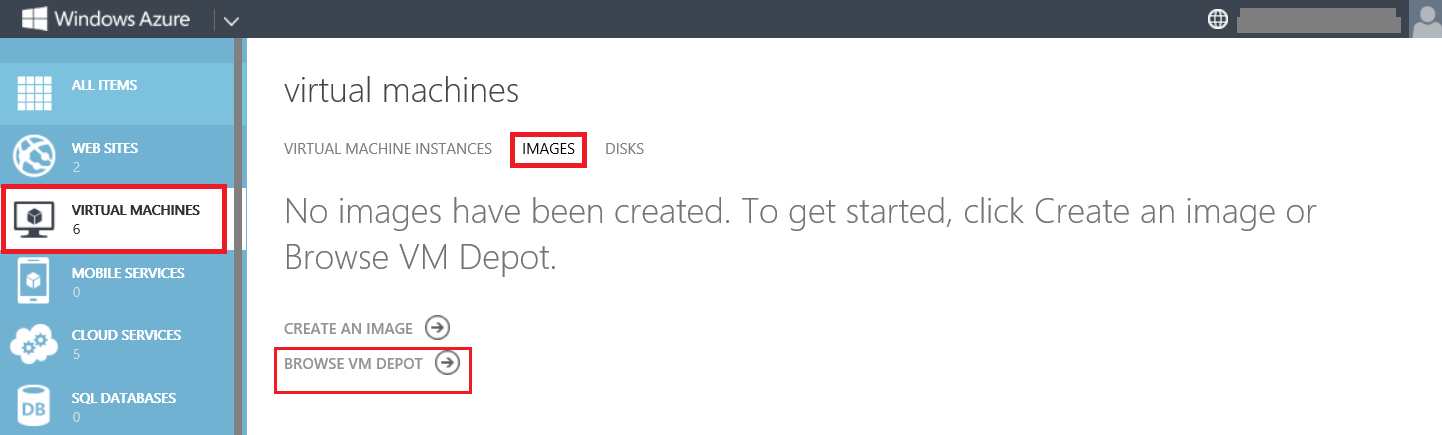 Windows Azure
ALL ITEMS
WEB SITES
2
VIRTUAL MACHINES
6
MOBILE SERVICES
0
CLOUD SERVICES
5
SQL DATABASES
0
DB
virtual machines
VIRTUAL MACHINE INSTANCES IMAGES DISKS
No images have been created. To get started, click Create an image or
Browse VM Depot.
CREATE AN IMAGE
BROWSE VM DEPOT